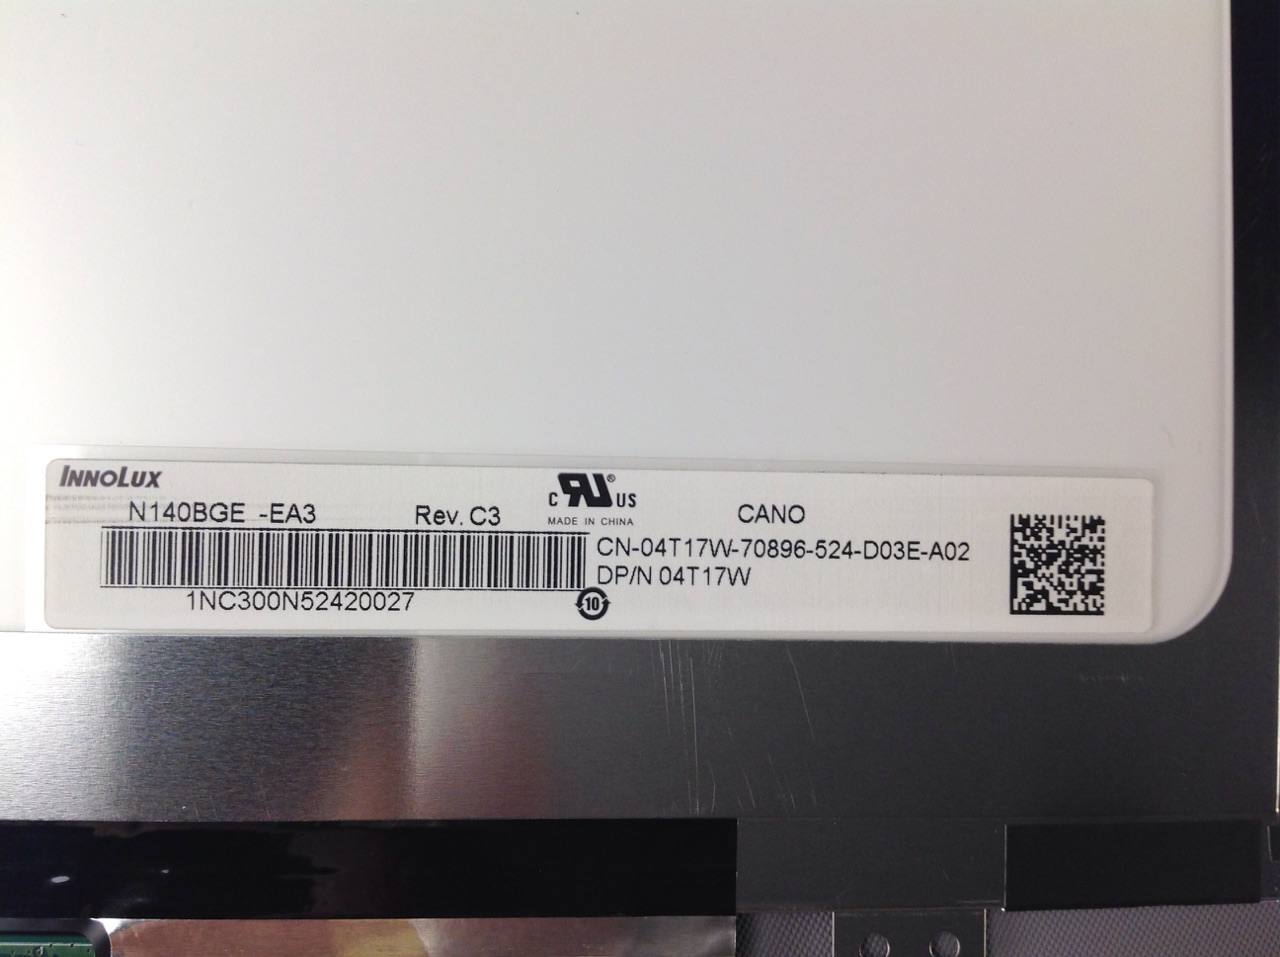 INNOLUX
N140BGE -EA3 Rev. C3 CANO
C RU® US
MADE IN CHINA
CN-04T17W-70896-524-D03E-A02
DP/N 04T17W
1NC300N52420027
10